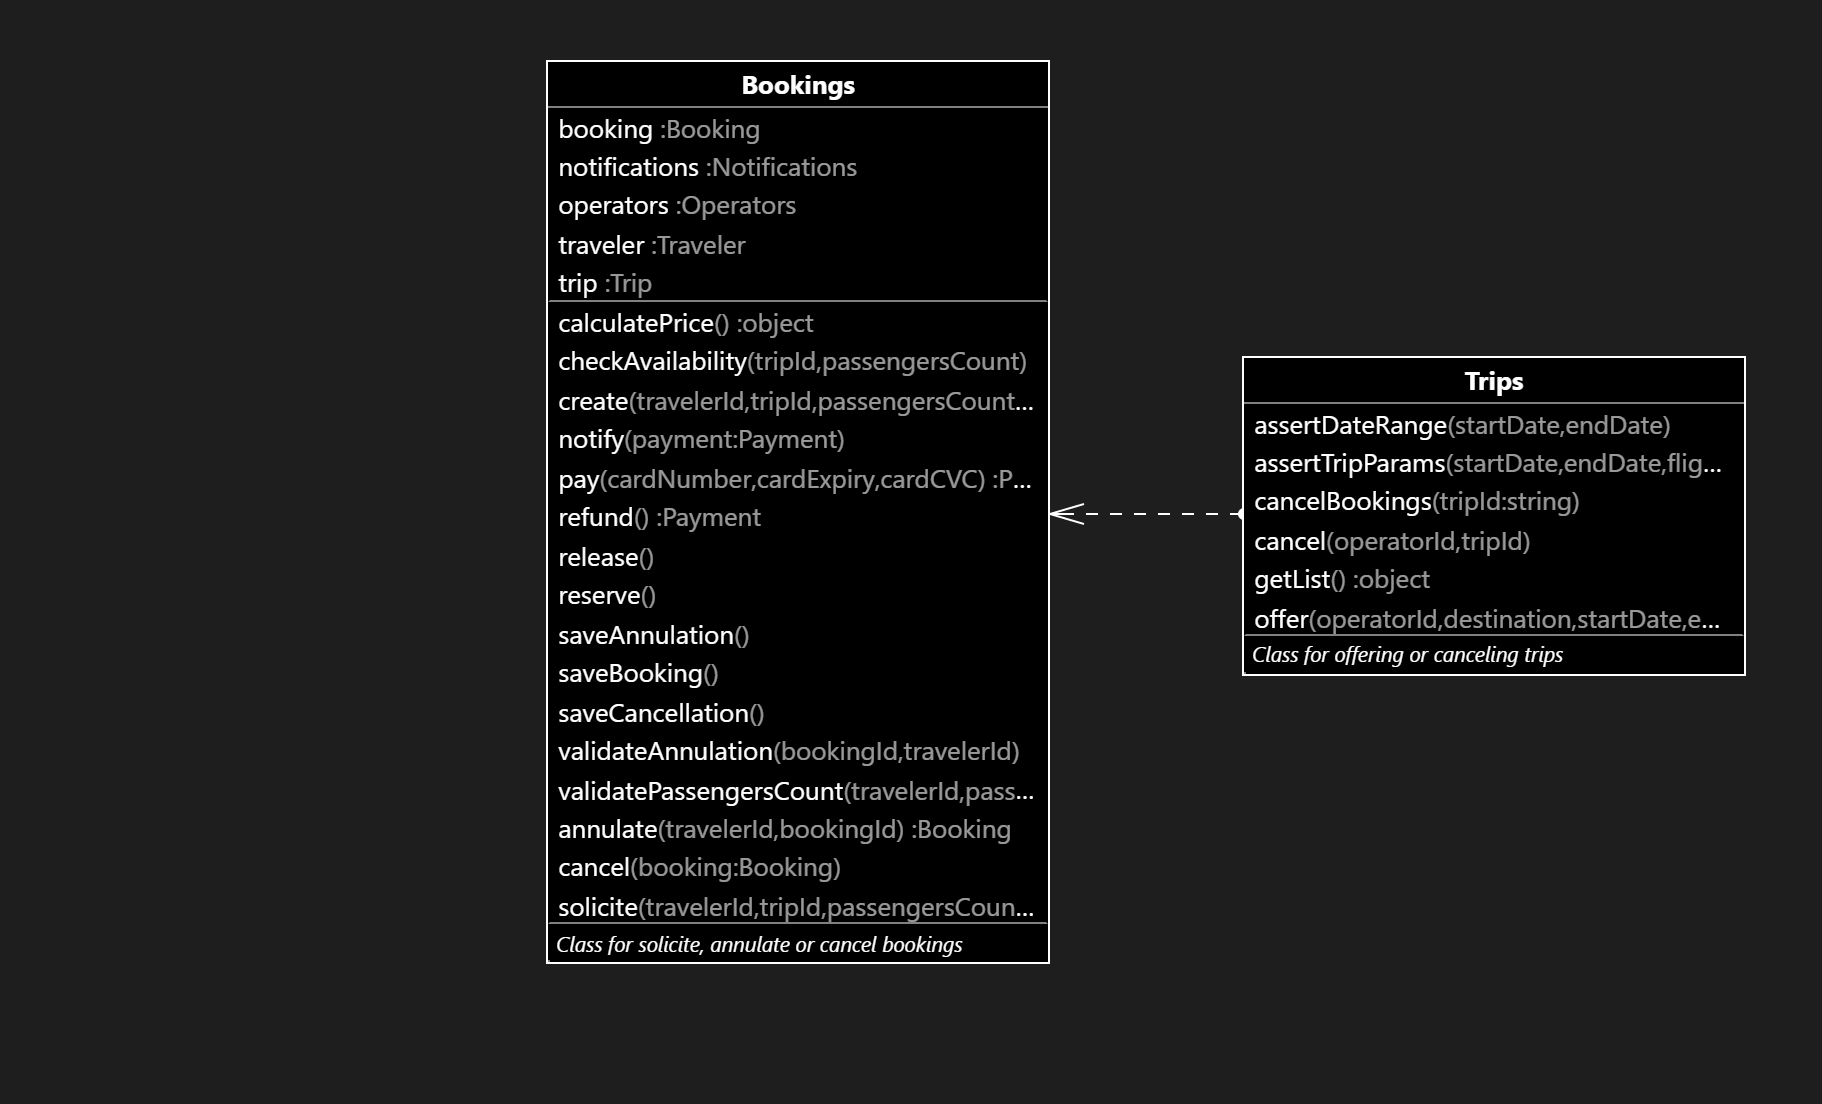 Bookings
booking :Booking
notifications :Notifications
operators :Operators
traveler :Traveler
trip :Trip
calculatePrice() :object
checkAvailability(tripId,passengersCount)
create(travelerId,tripId,passengersCount...
notify(payment:Payment)
pay(cardNumber,cardExpiry,cardCVC) :P...
refund() :Payment
release()
reserve()
saveAnnulation()
saveBooking()
saveCancellation()
validateAnnulation(bookingId,travelerId)
validatePassengersCount(travelerId,pass...
annulate(travelerId,bookingId) :Booking
cancel(booking:Booking)
solicite(travelerId,tripId,passengersCoun...
Class for solicite, annulate or cancel bookings
Trips
assertDateRange(startDate,endDate)
assertTripParams(startDate,endDate,flig...
cancelBookings(tripId:string)
cancel(operatorId,tripId)
getList() :object
offer(operatorId,destination,startDate,e...
Class for offering or canceling trips